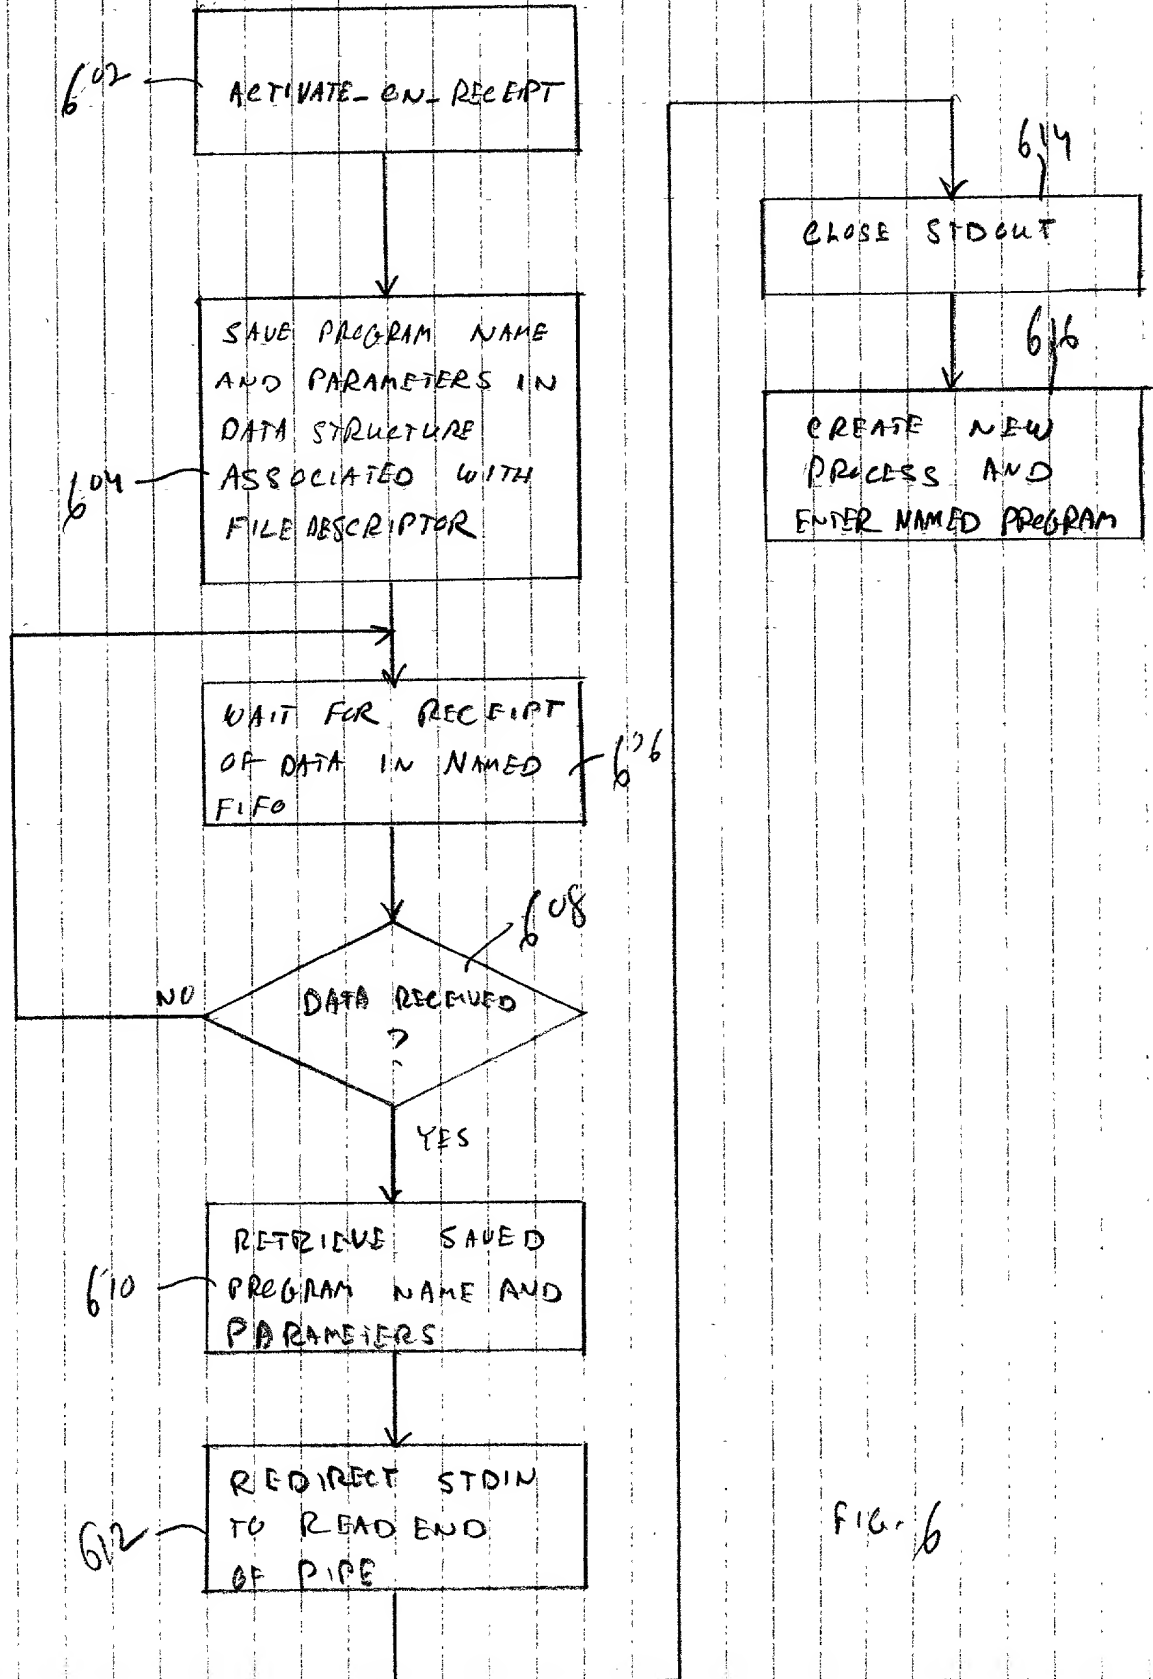 602
ACTIVATE_ON_RECEIPT
SAVE PROGRAM NAME
AND PARAMETERS IN
DATA STRUCTURE
ASSOCIATED WITH
FILE DESCRIPTOR
604
WAIT FOR RECEIPT
OF DATA IN NAMED
FIFO
606
608
DATA RECEIVED
?
NO
YES
RETRIEVE SAVED
PROGRAM NAME AND
PARAMETERS
610
REDIRECT STDIN
TO READ END
OF PIPE
612
614
CLOSE STDOUT
616
CREATE NEW
PROCESS AND
ENTER NAMED PROGRAM
FIG. 6